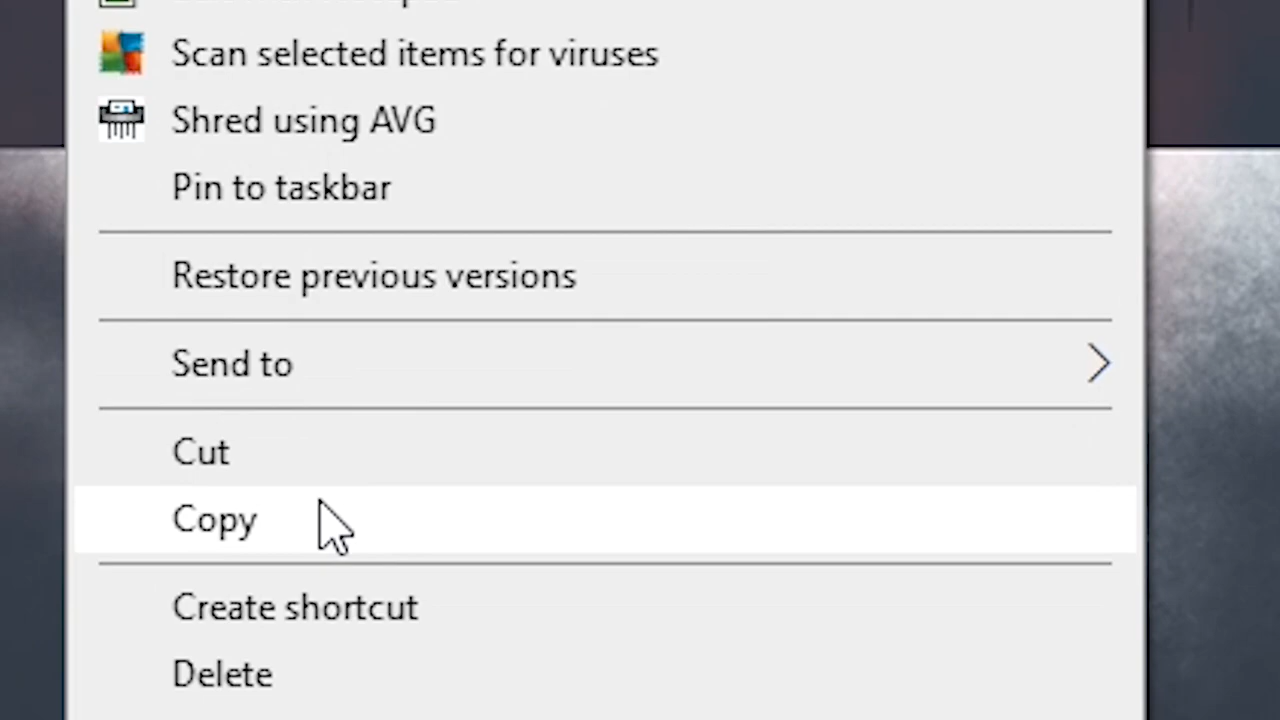 Scan selected items for viruses
Shred using AVG
Pin to taskbar
Restore previous versions
Send to
Cut
Copy
Create shortcut
Delete